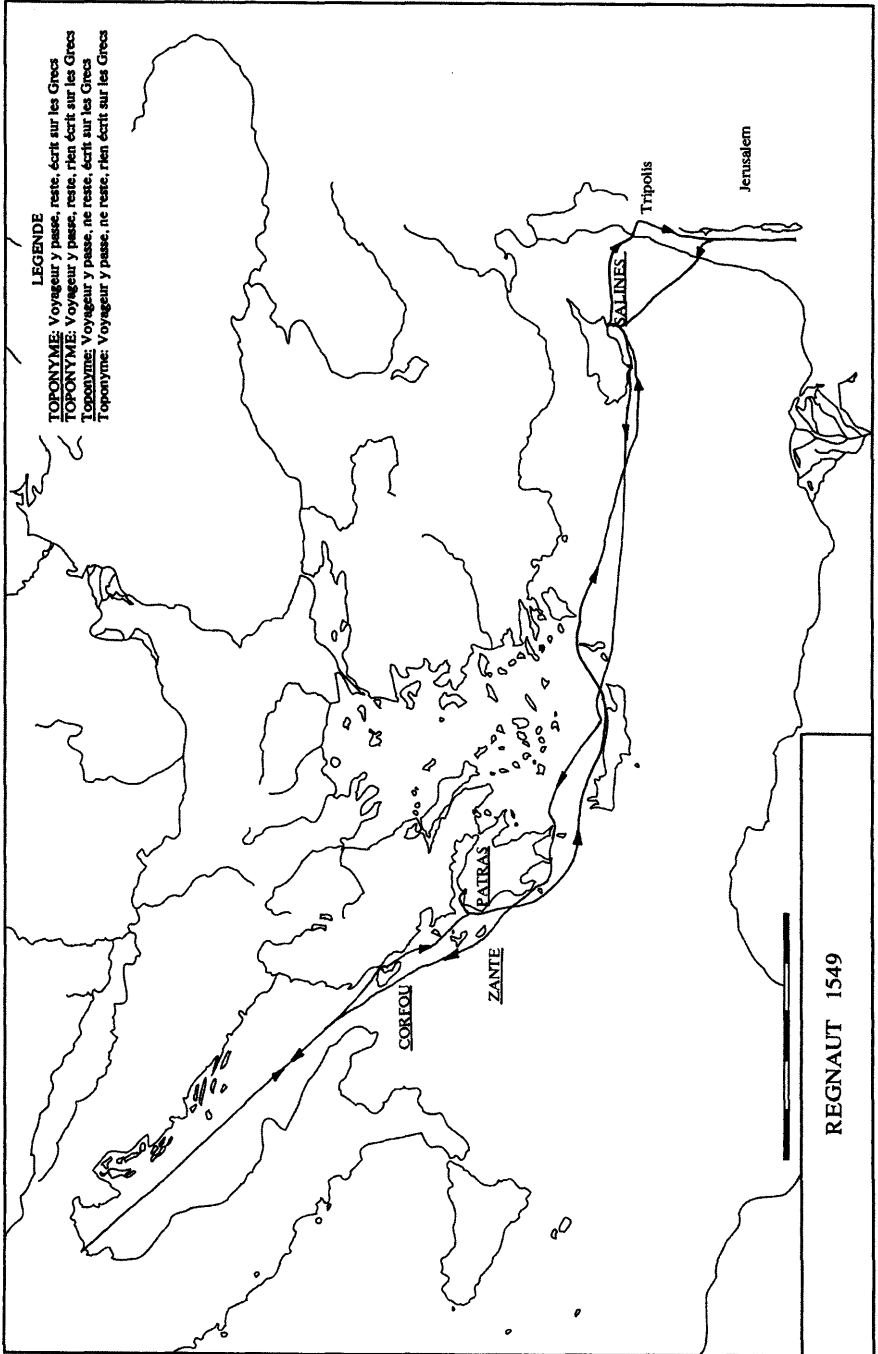 LEGENDE
TOPONYME: Voyageur y passe, reste, écrit sur les Grecs
TOPONYME: Voyageur y passe, reste, rien écrit sur les Grecs
Toponyme: Voyageur y passe, ne reste, écrit sur les Grecs
Toponyme: Voyageur y passe, ne reste, rien écrit sur les Grecs
CORFOU
ZANTE
PATRAS
SALINES
Tripolis
Jerusalem
REGNAUT 1549